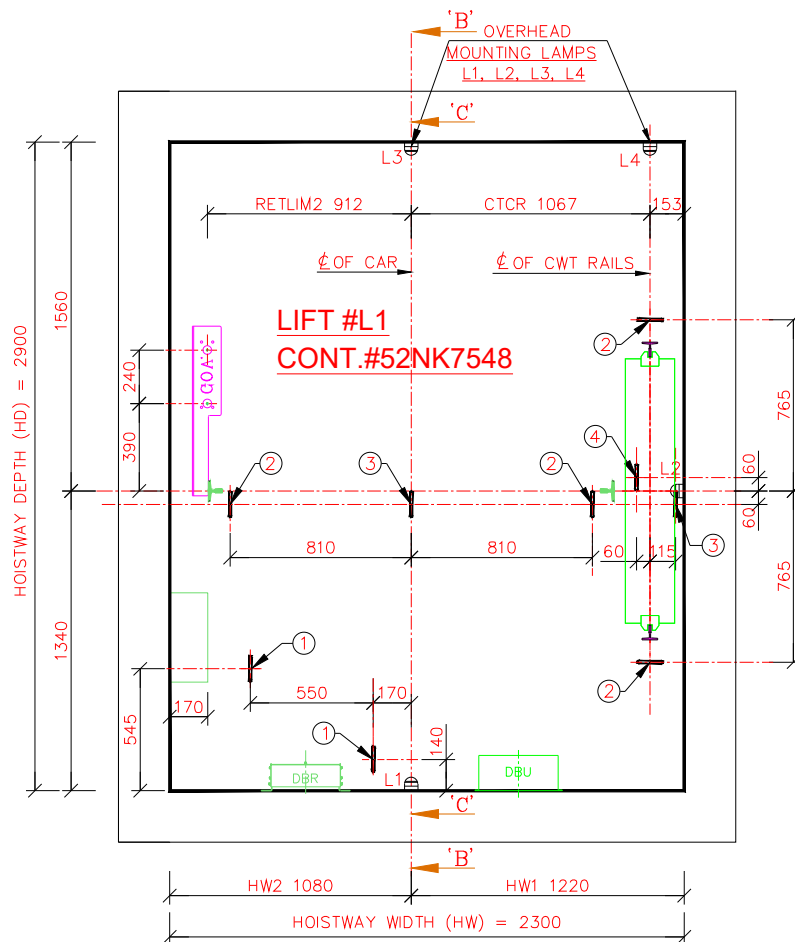 'B'
OVERHEAD
MOUNTING LAMPS
L1, L2, L3, L4
'C'
L3
L4
RETLIM2 912
CTCR 1067
153
℄ OF CAR
℄ OF CWT RAILS
LIFT #L1
CONT.#52NK7548
HOISTWAY DEPTH (HD) = 2900
1560
1340
240
390
GOA
2
765
4
2
3
2
L2
60
60
3
810
810
60
115
765
1
2
545
170
550
170
1
140
DBR
L1
DBU
'C'
'B'
HW2 1080
HW1 1220
HOISTWAY WIDTH (HW) = 2300